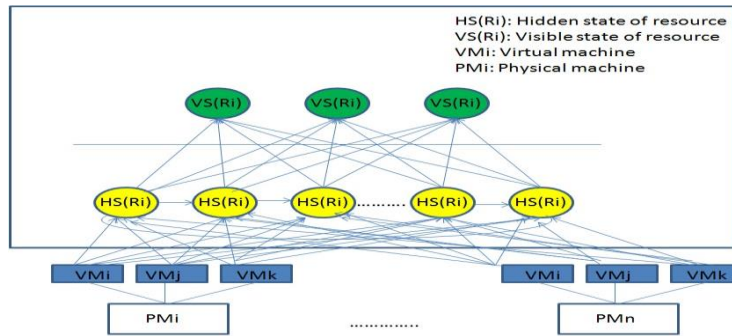 HS(Ri): Hidden state of resource
VS(Ri): Visible state of resource
VMi: Virtual machine
PMi: Physical machine
VS(Ri) VS(Ri) VS(Ri)
HS(Ri) HS(Ri) HS(Ri) .......... HS(Ri) HS(Ri)
VMi VMj VMk VMi VMj VMk
PMi ............. PMn